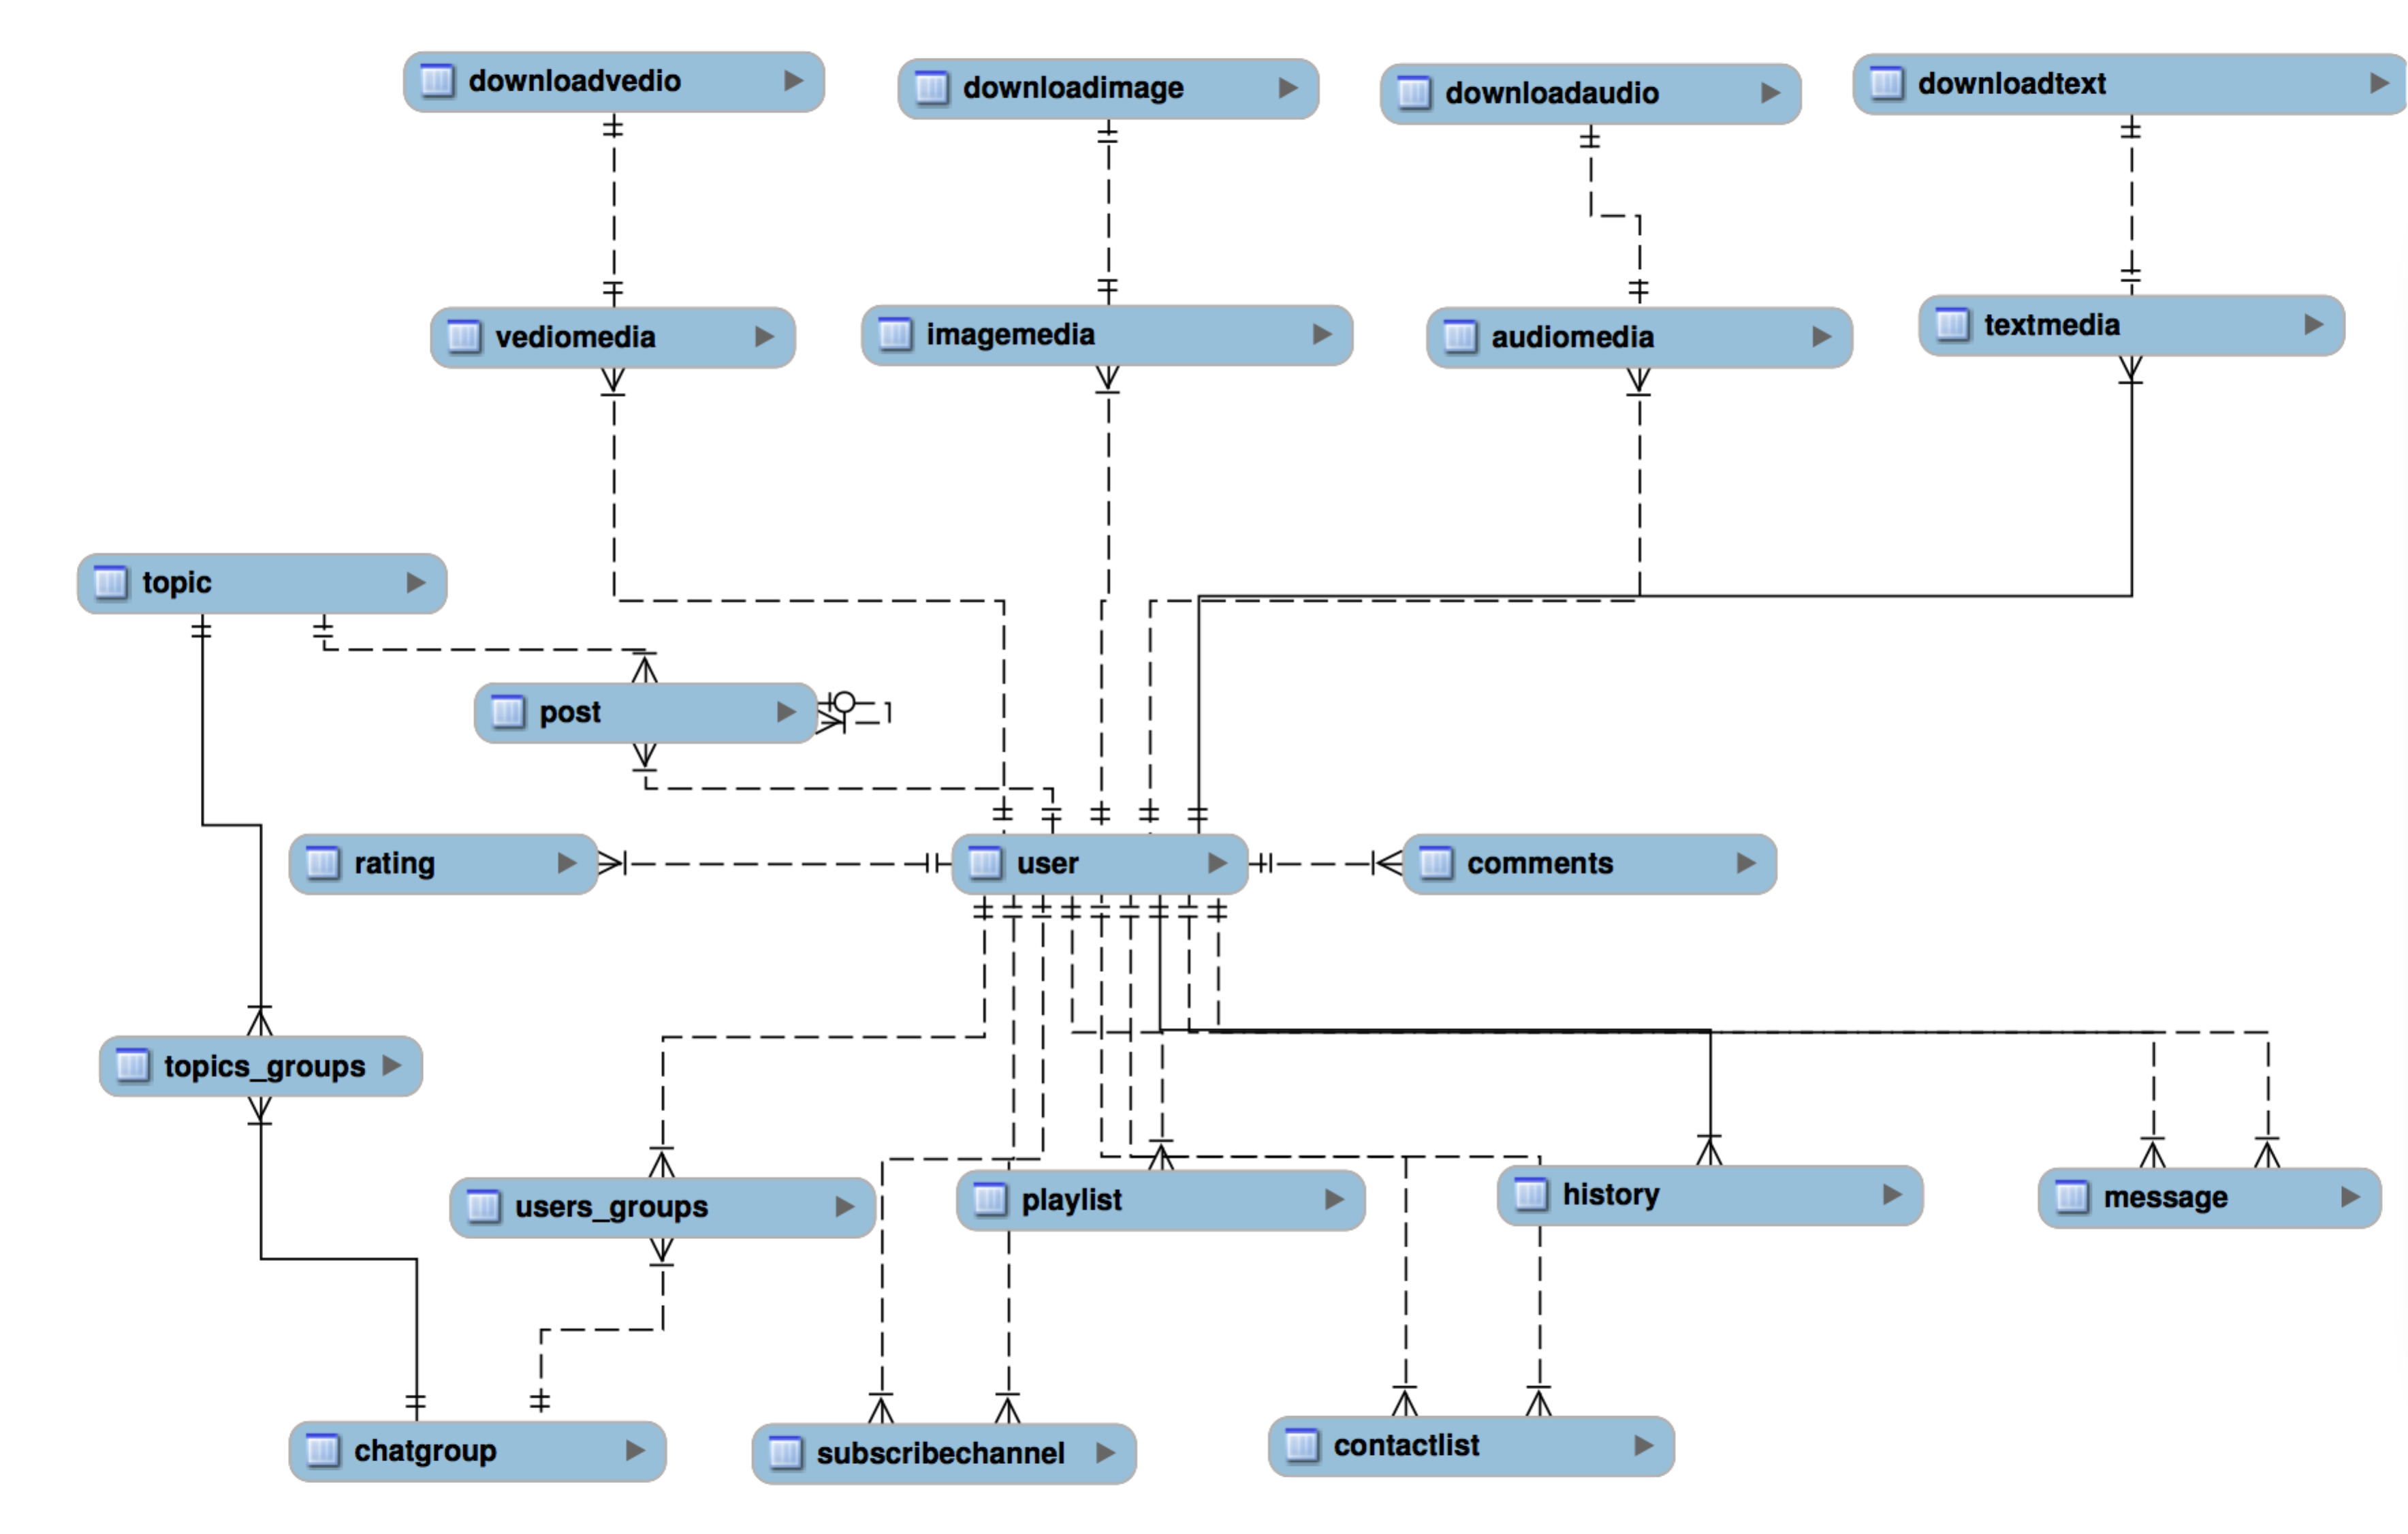 downloadvedio
downloadimage
downloadaudio
downloadtext
vediomedia
imagemedia
audiomedia
textmedia
topic
post
rating
user
comments
topics_groups
users_groups
playlist
history
message
chatgroup
subscribechannel
contactlist